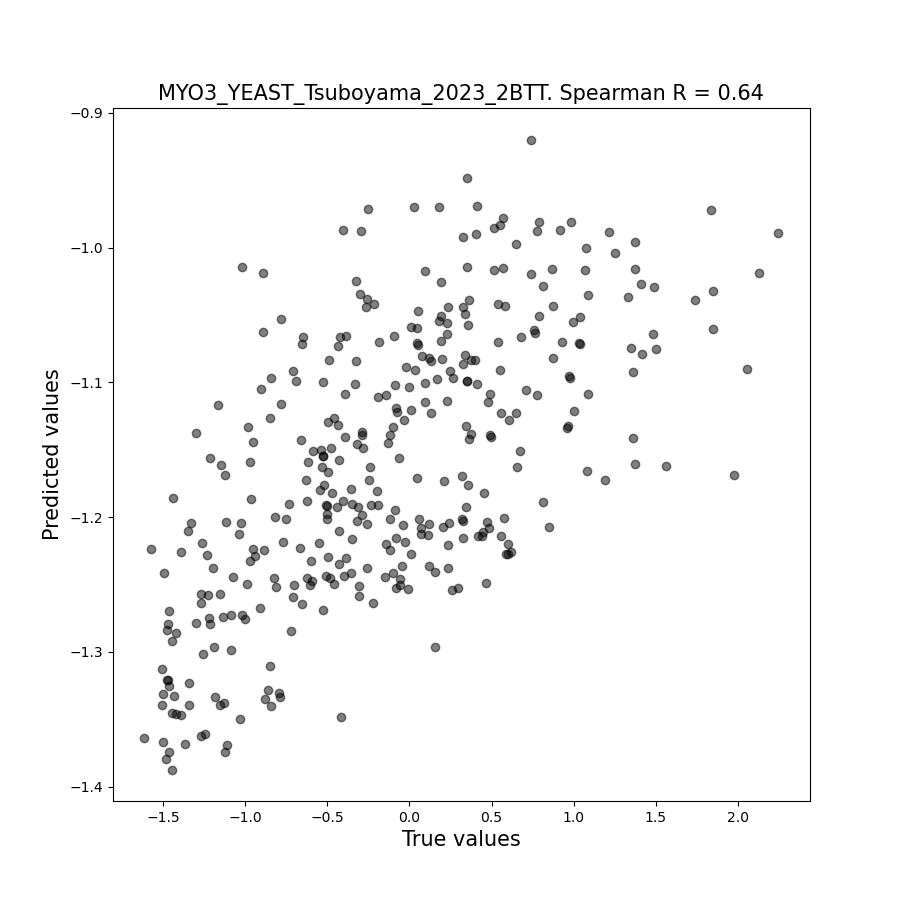 MYO3_YEAST_Tsuboyama_2023_2BTT. Spearman R = 0.64
−0.9
−1.0
−1.1
−1.2
−1.3
−1.4
Predicted values
−1.5 −1.0 −0.5 0.0 0.5 1.0 1.5 2.0
True values